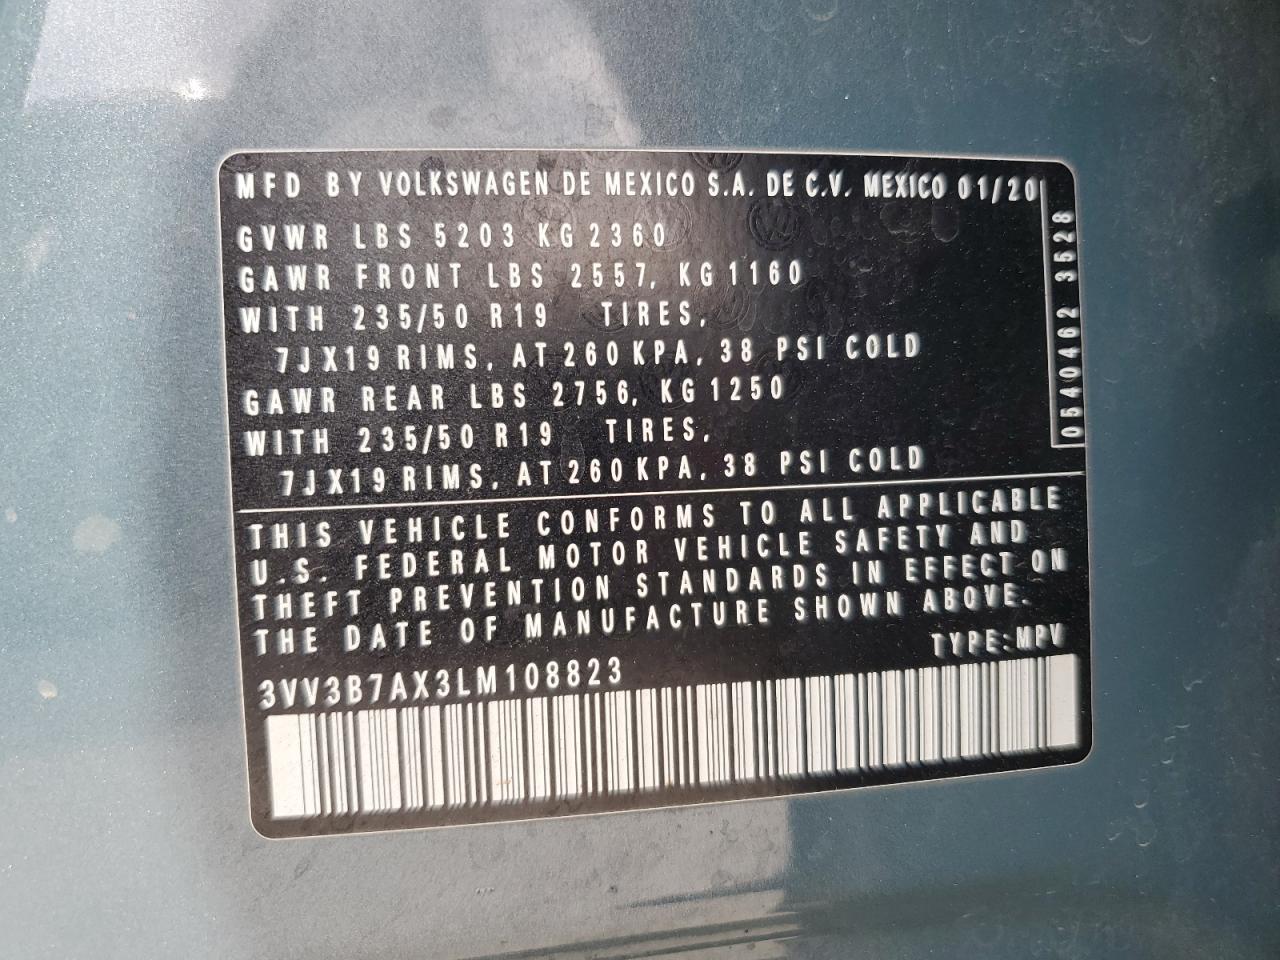 MFD BY VOLKSWAGEN DE MEXICO S.A. DE C.V. MEXICO 01/20
GVWR LBS 5203 KG 2360
GAWR FRONT LBS 2557, KG 1160
WITH 235/50 R19 TIRES,
7JX19 RIMS, AT 260 KPA, 38 PSI COLD
GAWR REAR LBS 2756, KG 1250
WITH 235/50 R19 TIRES,
7JX19 RIMS, AT 260 KPA, 38 PSI COLD
0540462 3528
THIS VEHICLE CONFORMS TO ALL APPLICABLE
U.S. FEDERAL MOTOR VEHICLE SAFETY AND
THEFT PREVENTION STANDARDS IN EFFECT ON
THE DATE OF MANUFACTURE SHOWN ABOVE.
TYPE: MPV
3VV3B7AX3LM108823